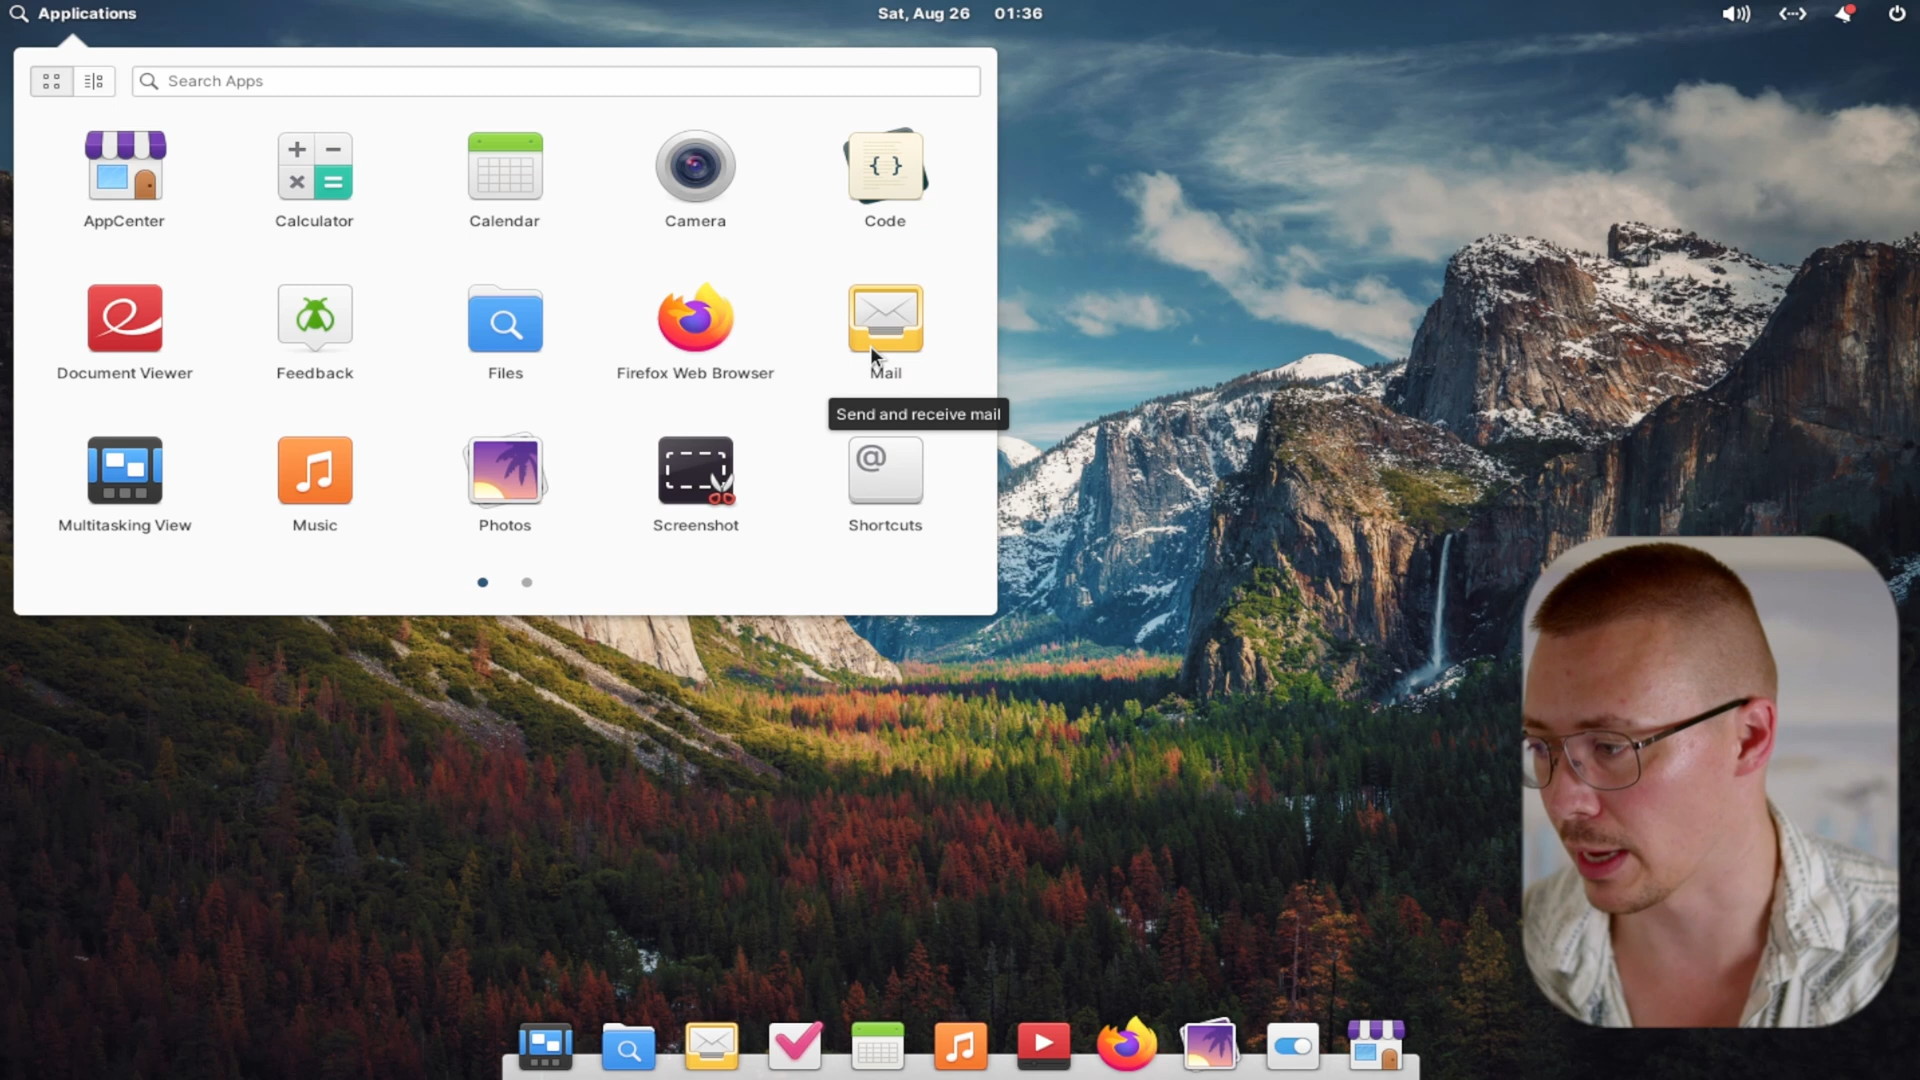 Applications
Sat, Aug 26 01:36
Search Apps
AppCenter
Calculator
Calendar
Camera
Code
Document Viewer
Feedback
Files
Firefox Web Browser
Mail
Send and receive mail
Multitasking View
Music
Photos
Screenshot
Shortcuts